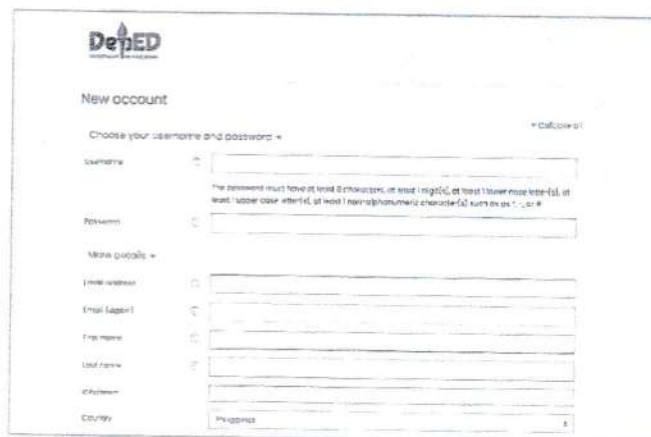 DepED
DEPARTMENT OF EDUCATION
New account
Collapse all
Choose your username and password
Username
The password must have at least 8 characters, at least 1 digit(s), at least 1 lower case letter(s), at
least 1 upper case letter(s), at least 1 non-alphanumeric character(s) such as as *, -, or #
Password
More details
Email address
Email (again)
First name
Last name
City/town
Country
Philippines